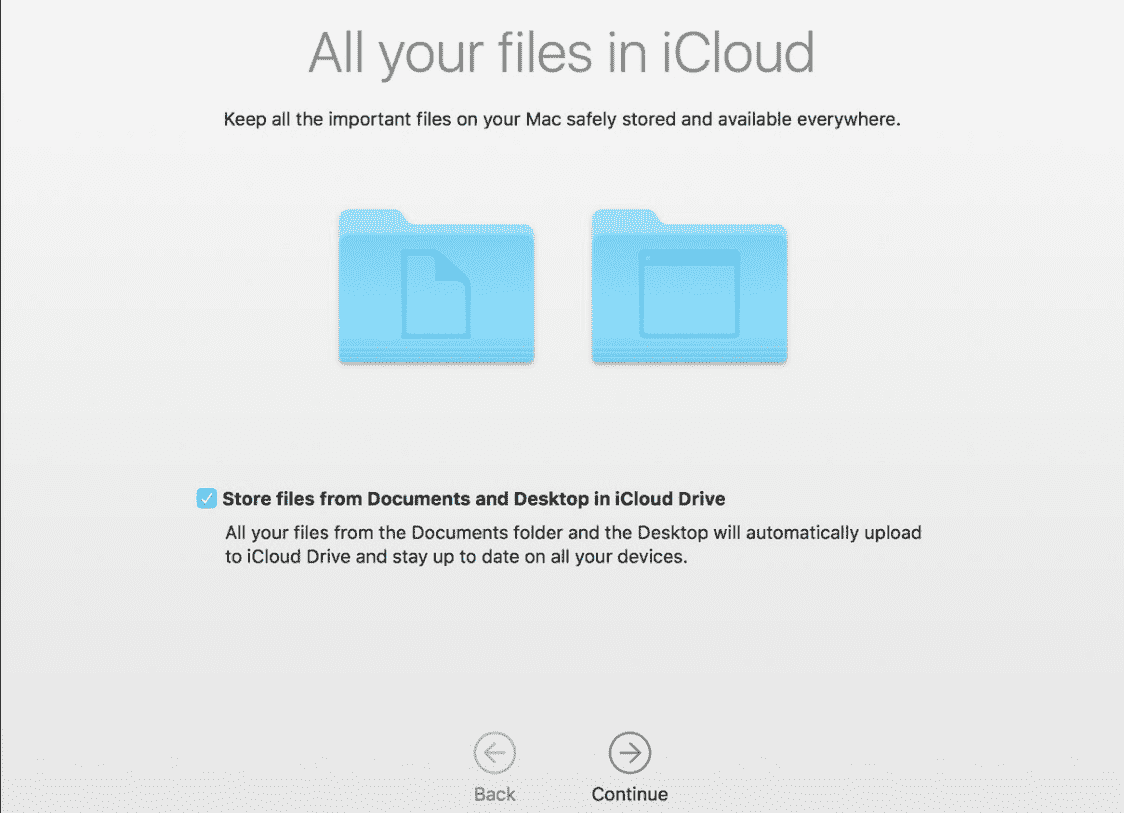 All your files in iCloud
Keep all the important files on your Mac safely stored and available everywhere.
Store files from Documents and Desktop in iCloud Drive
All your files from the Documents folder and the Desktop will automatically upload
to iCloud Drive and stay up to date on all your devices.
Back
Continue